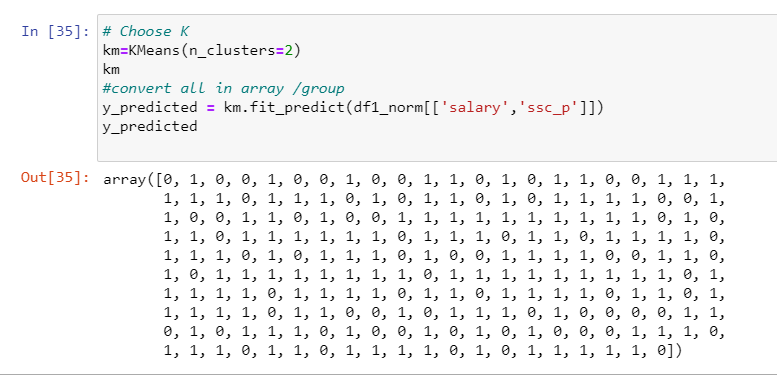 In [35]: # Choose K
km=KMeans(n_clusters=2)
km
#convert all in array /group
y_predicted = km.fit_predict(df1_norm[['salary','ssc_p']])
y_predicted
Out[35]: array([0, 1, 0, 0, 1, 0, 0, 1, 0, 0, 1, 1, 0, 1, 0, 1, 1, 0, 0, 1, 1, 1,
1, 1, 1, 0, 1, 1, 1, 0, 1, 0, 1, 1, 0, 1, 0, 1, 1, 1, 1, 0, 0, 1,
1, 0, 0, 1, 1, 0, 1, 0, 0, 1, 1, 1, 1, 1, 1, 1, 1, 1, 1, 0, 1, 0,
1, 1, 0, 1, 1, 1, 1, 1, 1, 0, 1, 1, 1, 0, 1, 1, 0, 1, 1, 1, 1, 0,
1, 1, 1, 0, 1, 0, 1, 1, 1, 0, 1, 0, 0, 1, 1, 1, 1, 0, 0, 1, 1, 0,
1, 0, 1, 1, 1, 1, 1, 1, 1, 1, 0, 1, 1, 1, 1, 1, 1, 1, 1, 1, 0, 1,
1, 1, 1, 1, 0, 1, 1, 1, 1, 0, 1, 1, 0, 1, 1, 1, 1, 0, 1, 1, 0, 1,
1, 1, 1, 1, 0, 1, 1, 0, 0, 1, 0, 1, 1, 1, 0, 1, 0, 0, 0, 0, 1, 1,
0, 1, 0, 1, 1, 1, 0, 1, 0, 0, 1, 0, 1, 0, 1, 0, 0, 0, 1, 1, 1, 0,
1, 1, 1, 0, 1, 1, 0, 1, 1, 1, 1, 0, 1, 0, 1, 1, 1, 1, 1, 1, 0])